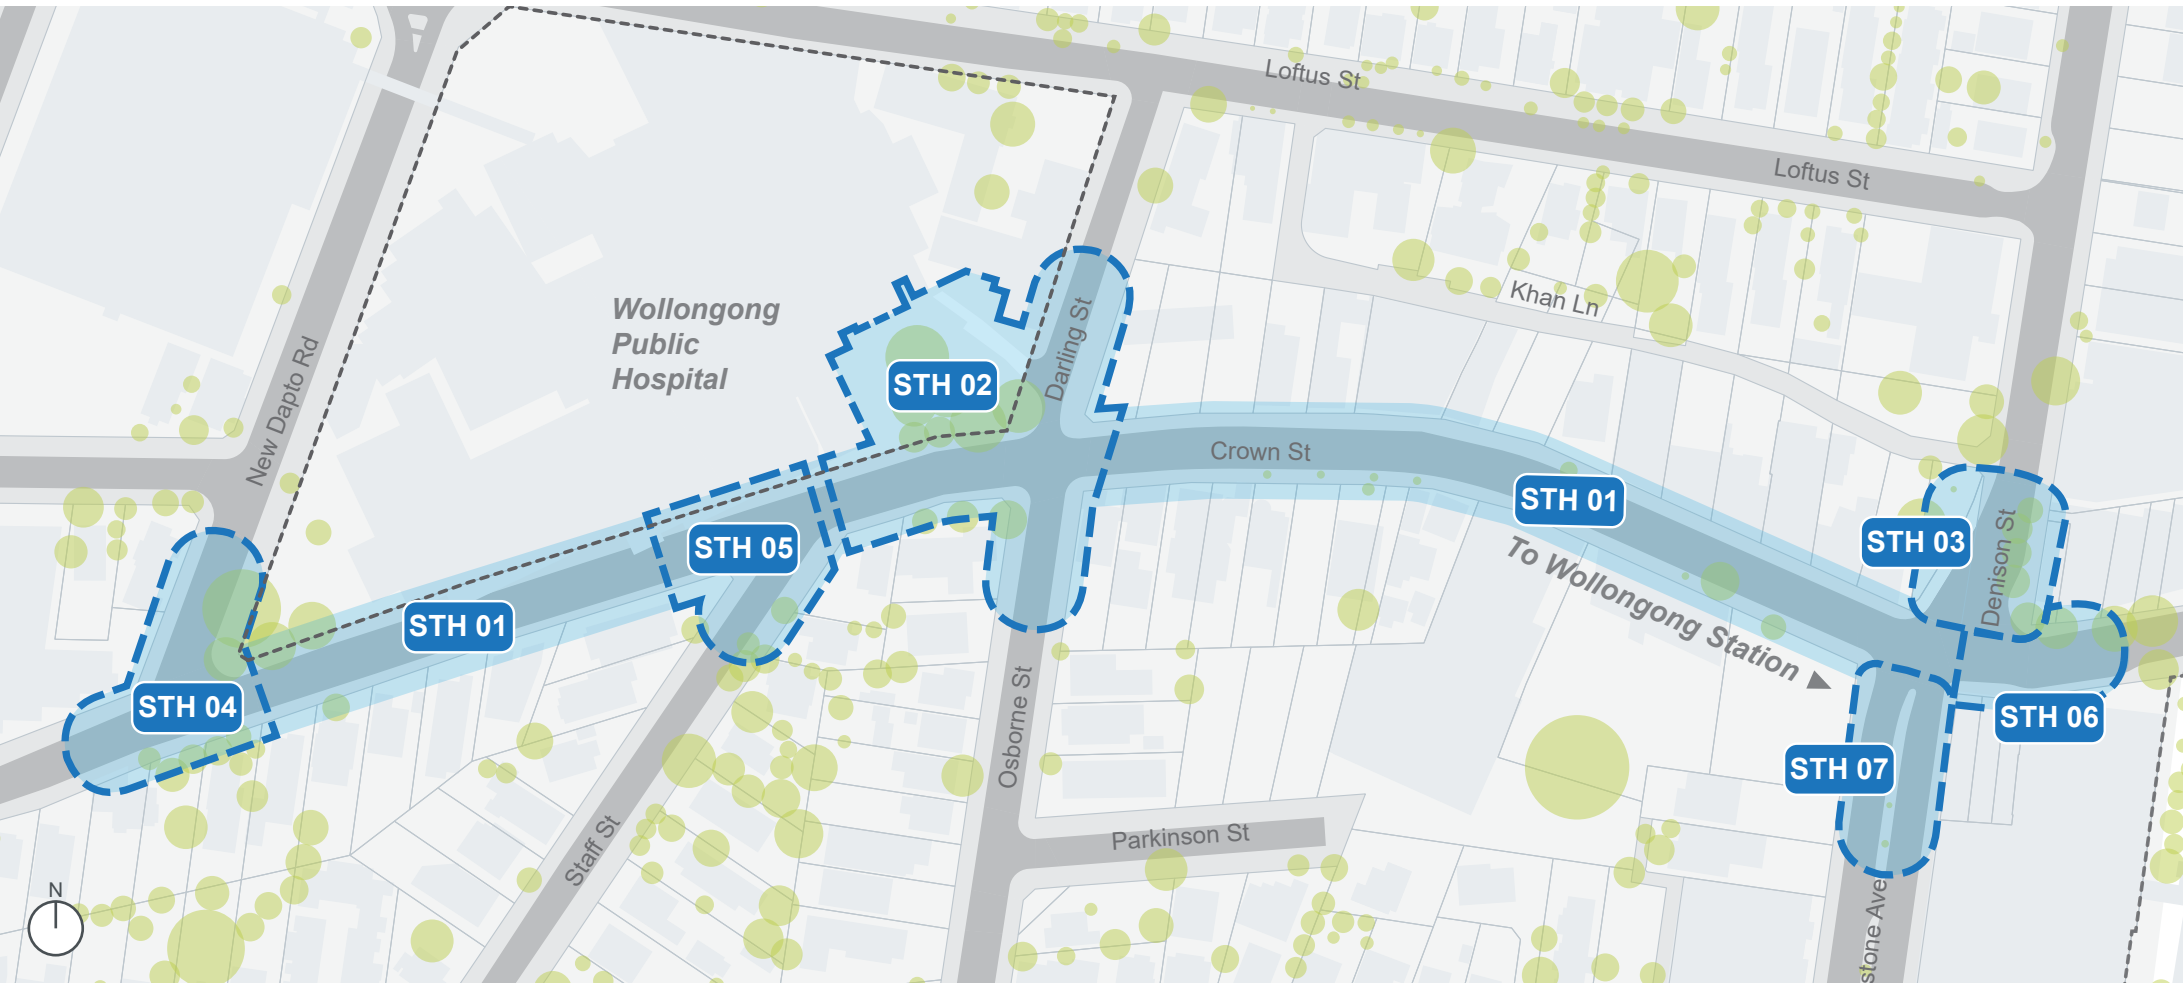 Loftus St
Loftus St
Khan Ln
Wollongong
Public
Hospital
New Dapto Rd
Darling St
STH 02
Crown St
STH 01
STH 03
STH 05
Denison St
To Wollongong Station
STH 01
STH 04
STH 06
Osborne St
STH 07
Parkinson St
Staff St
N
stone Ave